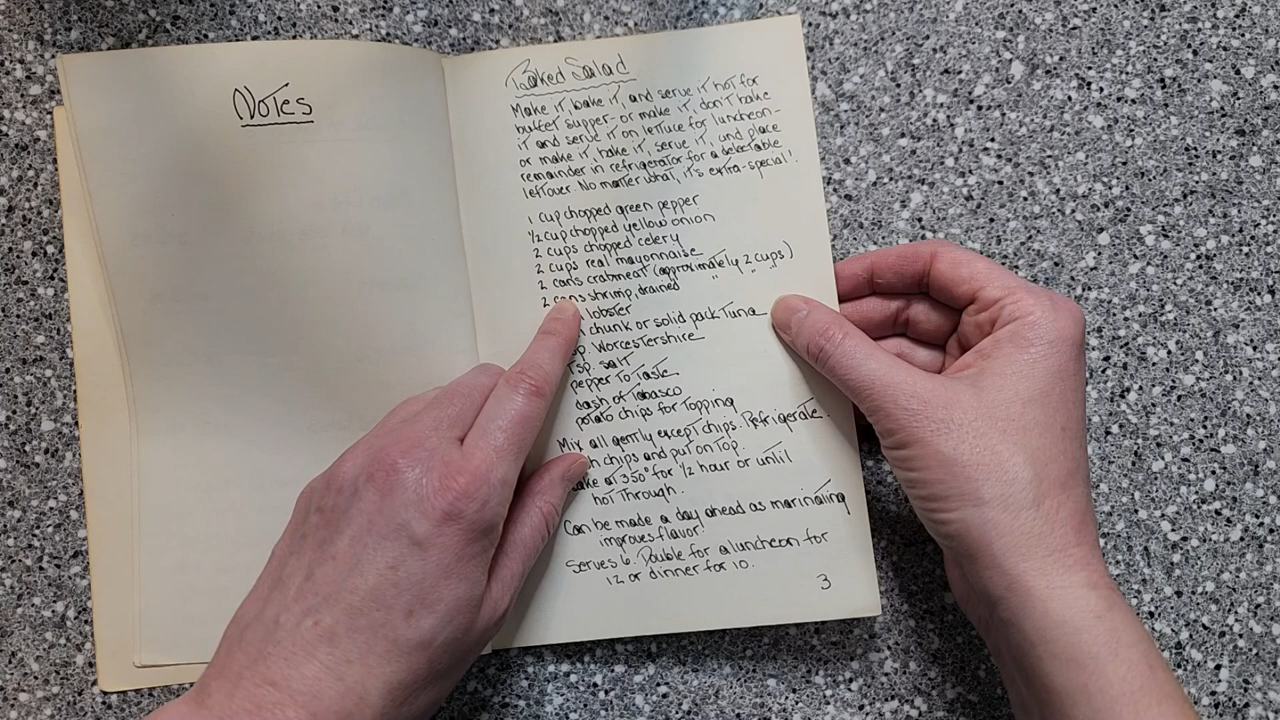 Notes
Baked Salad
Make it, bake it, and serve it hot for
buffet supper - or make it, don't bake
it and serve it on lettuce for luncheon -
or make it, bake it, serve it, and place
remainder in refrigerator for a delectable
leftover. No matter what, it's extra-special!
1 cup chopped green pepper
1/2 cup chopped yellow onion
2 cups chopped celery
2 cups real mayonnaise
2 cans crabmeat (approximately 2 cups)
2 cans shrimp, drained " " "
lobster
chunk or solid pack tuna
sp. Worcestershire
tsp. salt
pepper to taste
dash of Tobasco
potato chips for topping
Mix all gently except chips. Refrigerate.
chips and put on top.
ake at 350° for 1/2 hour or until
hot through.
Can be made a day ahead as marinating
improves flavor.
Serves 6. Double for a luncheon for
12 or dinner for 10.
3